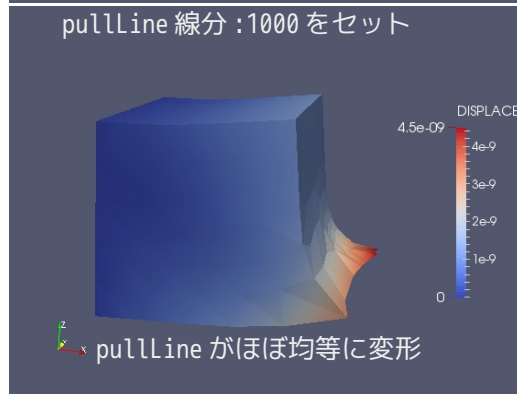 pullLine 線分 :1000 をセット
DISPLACE
4.5e-09
4e-9
3e-9
2e-9
1e-9
0
z
Y
x
pullLine がほぼ均等に変形